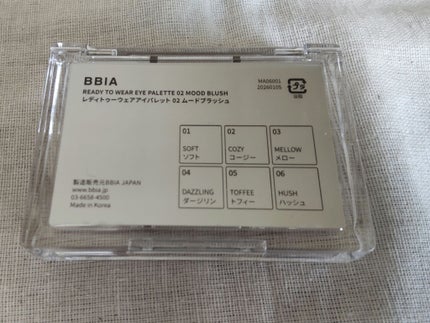 BBIA
READY TO WEAR EYE PALETTE 02 MOOD BLUSH
レディトゥーウェアアイパレット 02 ムードブラッシュ
MA06001
20260105
プラ
01
SOFT
ソフト
02
COZY
コージー
03
MELLOW
メロー
04
DAZZLING
ダージリン
05
TOFFEE
トフィー
06
HUSH
ハッシュ
製造販売元BBIA JAPAN
www.bbia.jp
03-6658-4500
Made in Korea